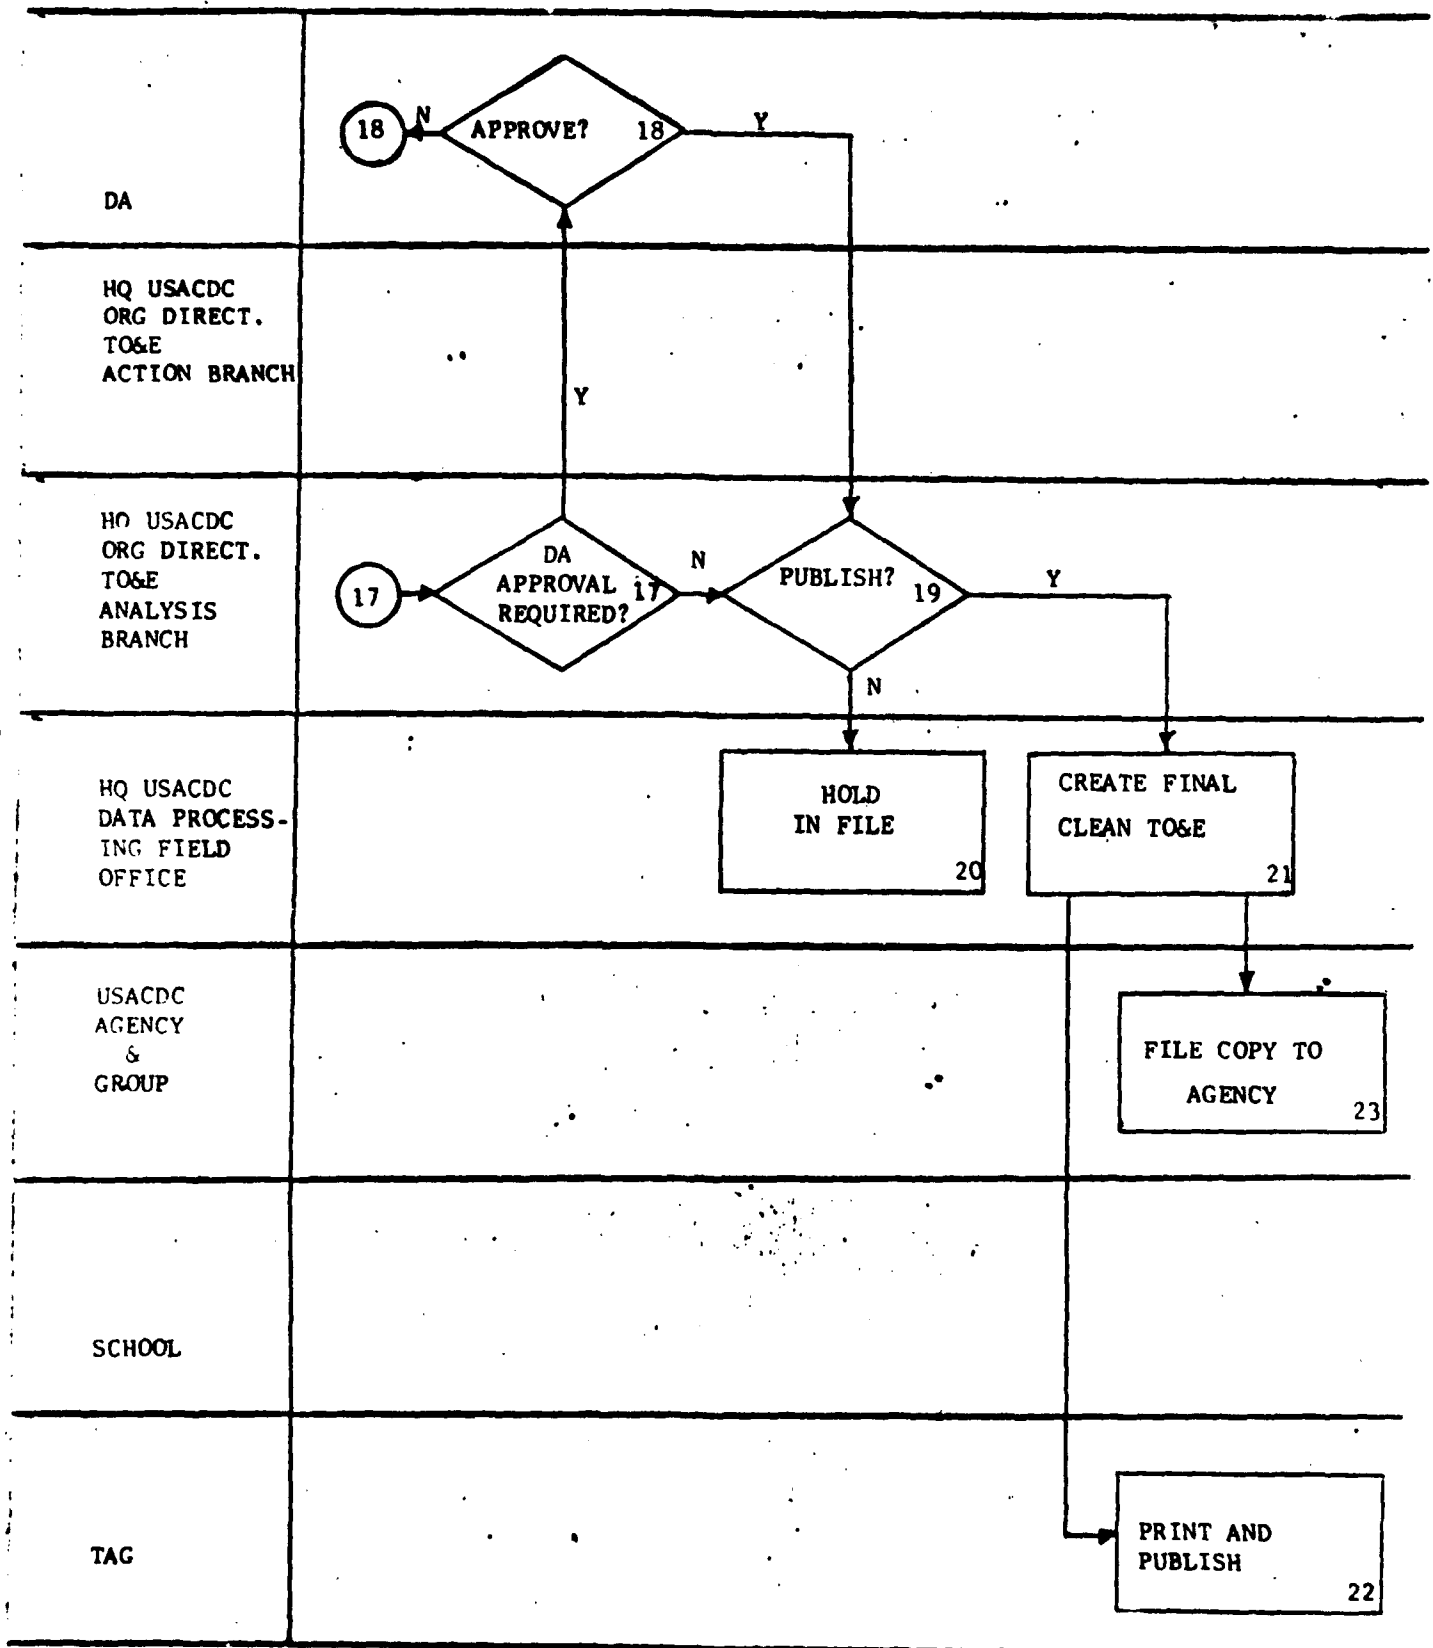 18
N
APPROVE? 18
Y
DA
HQ USACDC
ORG DIRECT.
TO&E
ACTION BRANCH
Y
HQ USACDC
ORG DIRECT.
TO&E
ANALYSIS
BRANCH
17
DA
APPROVAL 17
REQUIRED?
N
PUBLISH? 19
Y
N
HQ USACDC
DATA PROCESS-
ING FIELD
OFFICE
HOLD
IN FILE
20
CREATE FINAL
CLEAN TO&E
21
USACDC
AGENCY
&
GROUP
FILE COPY TO
AGENCY
23
SCHOOL
TAG
PRINT AND
PUBLISH
22